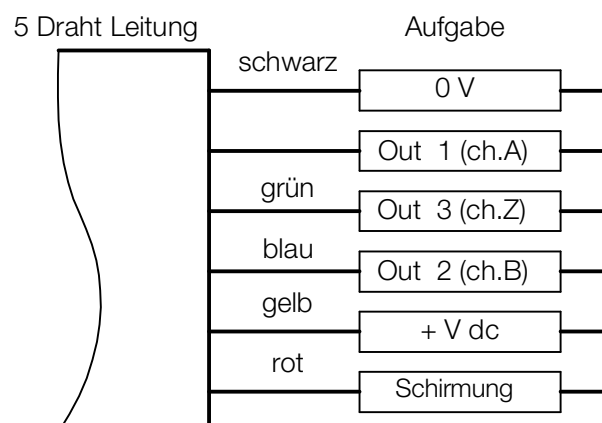 5 Draht Leitung Aufgabe
schwarz
0 V
Out 1 (ch.A)
grün
Out 3 (ch.Z)
blau
Out 2 (ch.B)
gelb
+ V dc
rot
Schirmung